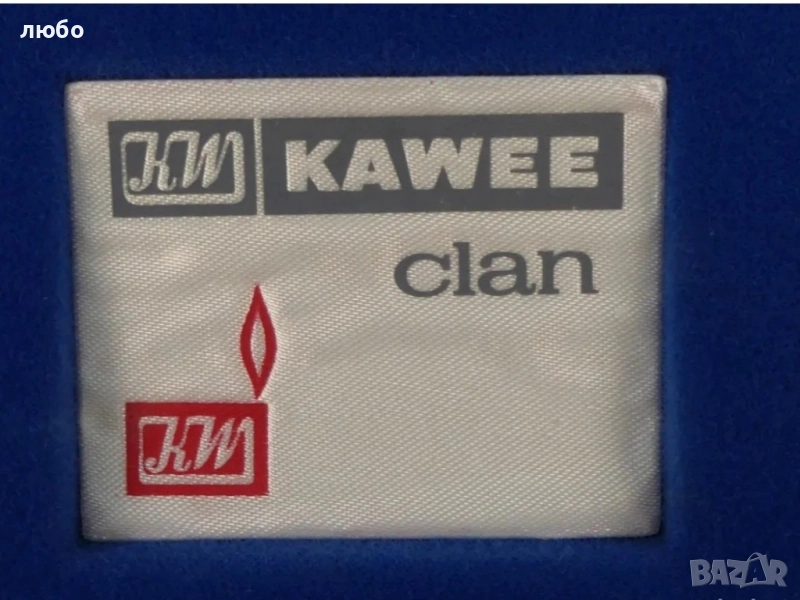 любо
KW KAWEE
clan
KW
BAZAR